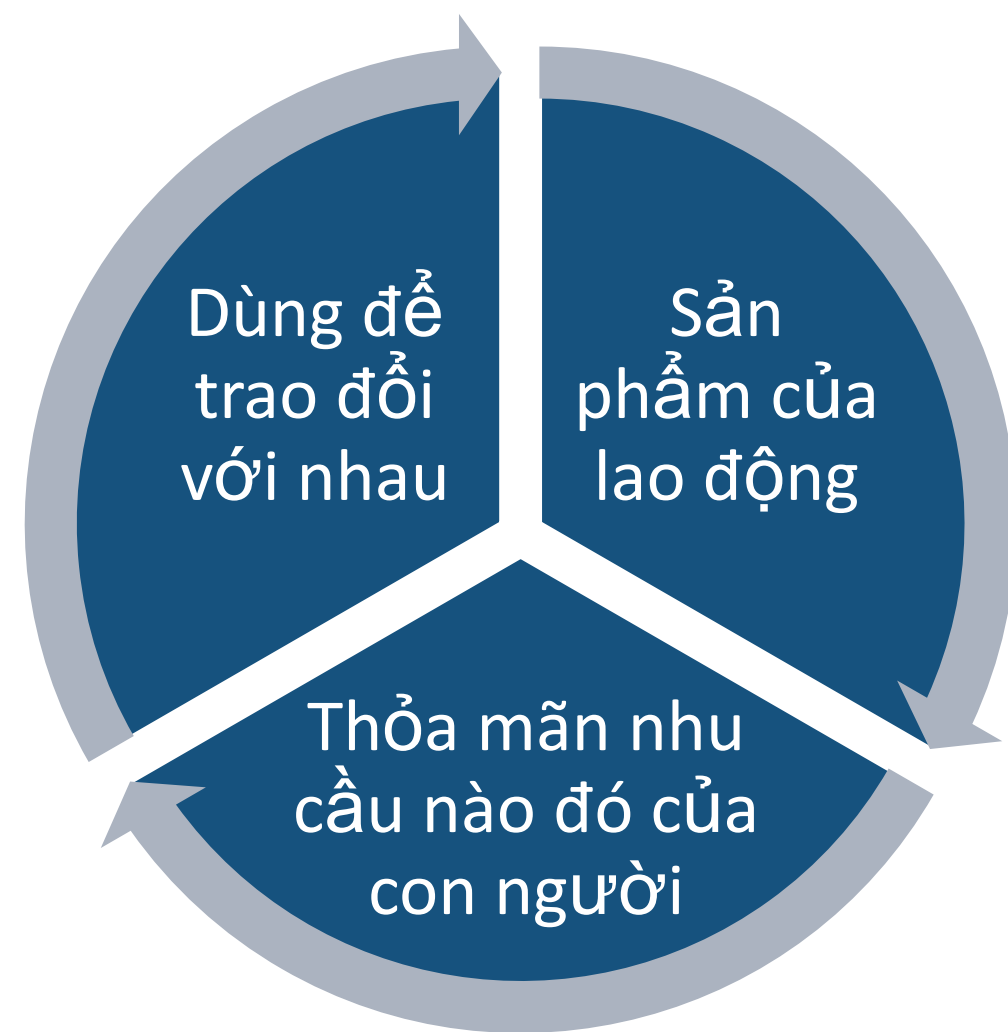 Dùng để
trao đổi
với nhau
Sản
phẩm của
lao động
Thỏa mãn nhu
cầu nào đó của
con người